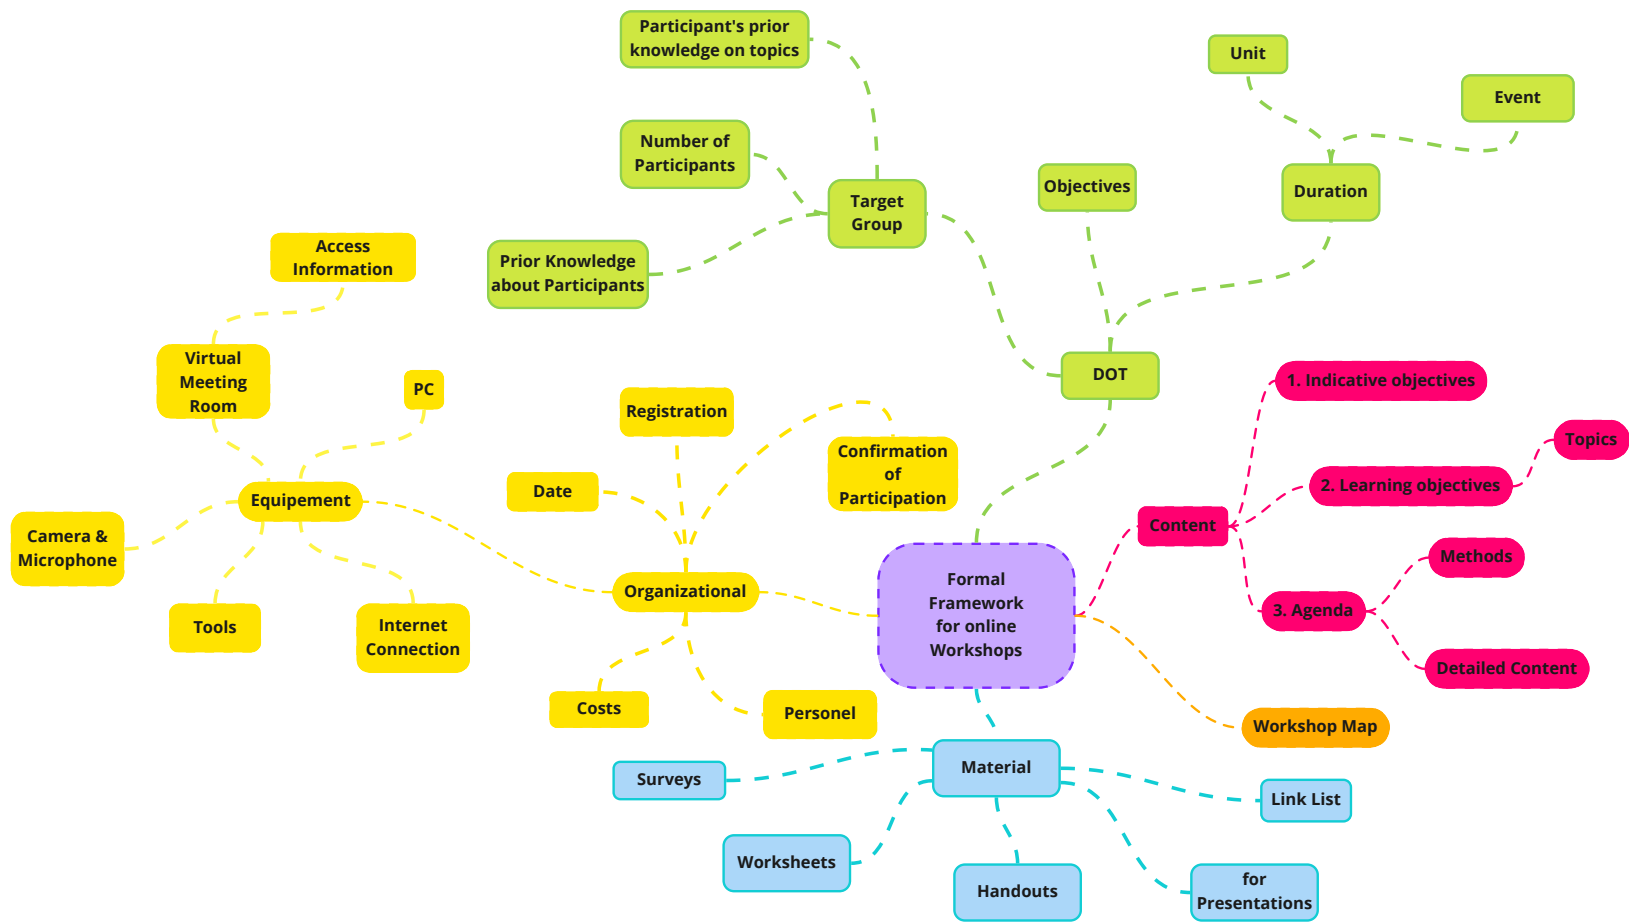 Participant's prior
knowledge on topics
Unit
Event
Number of
Participants
Objectives
Duration
Target
Group
Prior Knowledge
about Participants
Access
Information
Virtual
Meeting
Room
PC
DOT
1. Indicative objectives
Registration
Topics
Confirmation
of
Participation
Date
2. Learning objectives
Equipement
Content
Camera &
Microphone
Methods
Organizational
Formal
Framework
for online
Workshops
3. Agenda
Tools
Internet
Connection
Detailed Content
Costs
Personel
Workshop Map
Material
Surveys
Link List
Worksheets
Handouts
for
Presentations